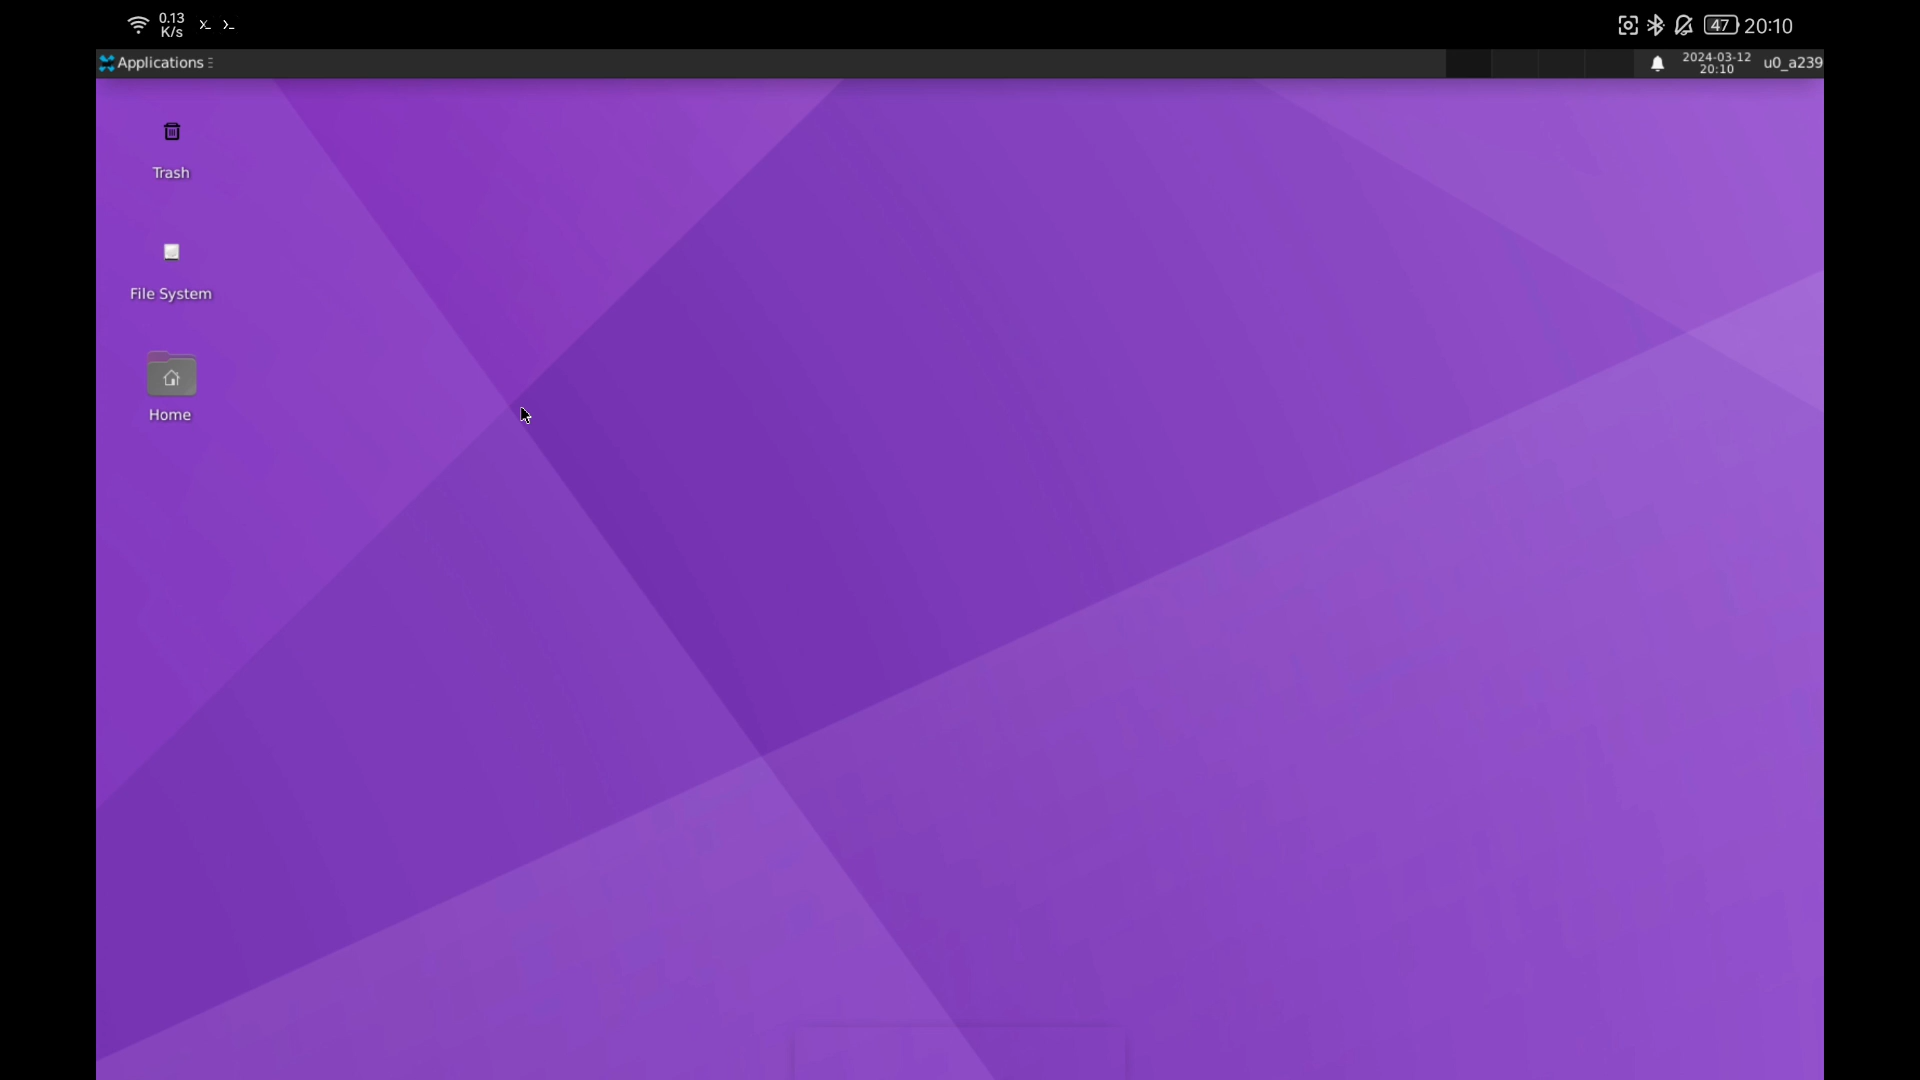 0.13
K/s
47 20:10
Applications
2024-03-12
20:10
u0_a239
Trash
File System
Home